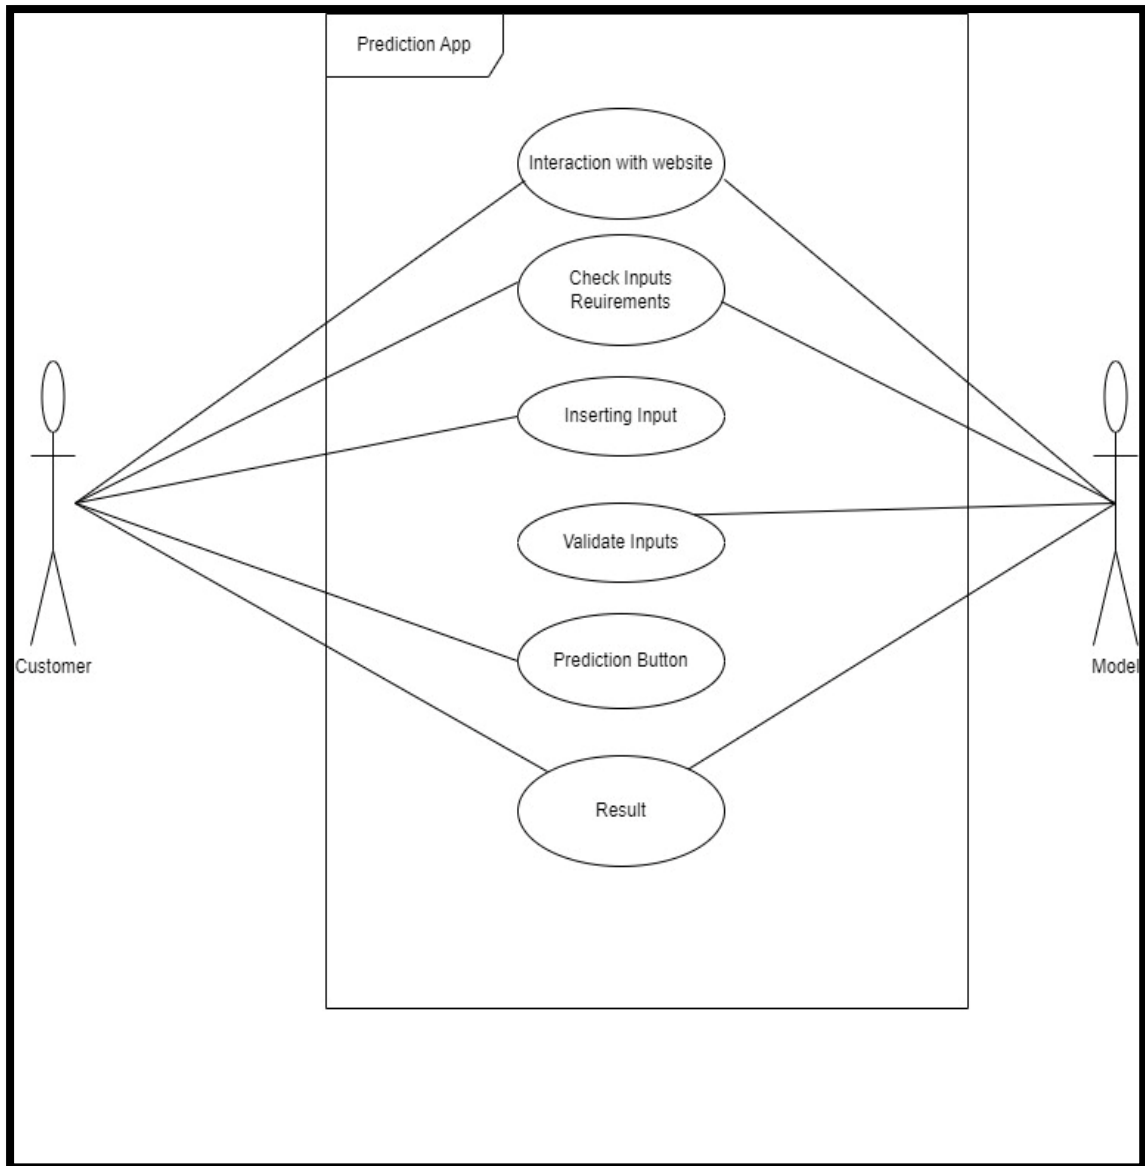 Prediction App
Interaction with website
Check Inputs
Reuirements
Inserting Input
Validate Inputs
Prediction Button
Customer
Model
Result